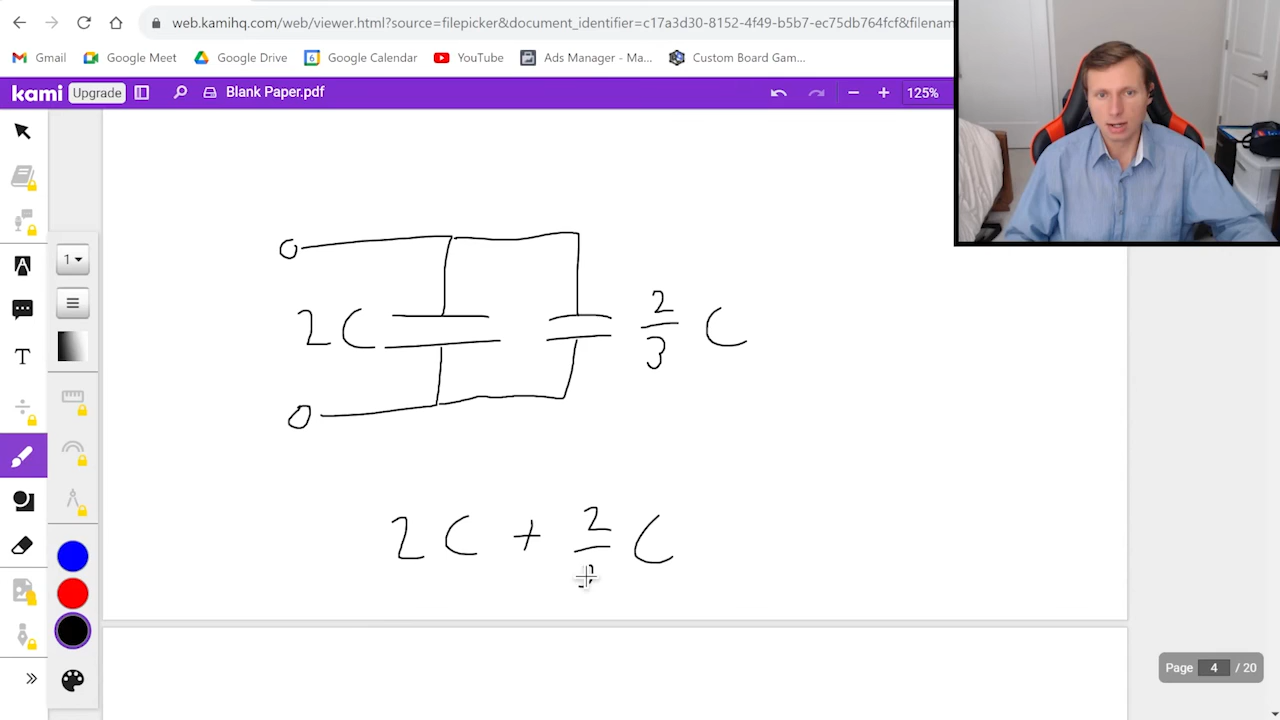 web.kamihq.com/web/viewer.html?source=filepicker&document_identifier=c17a3d30-8152-4f49-b5b7-ec75db764fcf&filenam
Gmail Google Meet Google Drive 6 Google Calendar YouTube Ads Manager - Ma... Custom Board Gam...
kami Upgrade Blank Paper.pdf 125%
1
T
2C
2/3 C
2C + 2/3 C
Page 4 / 20